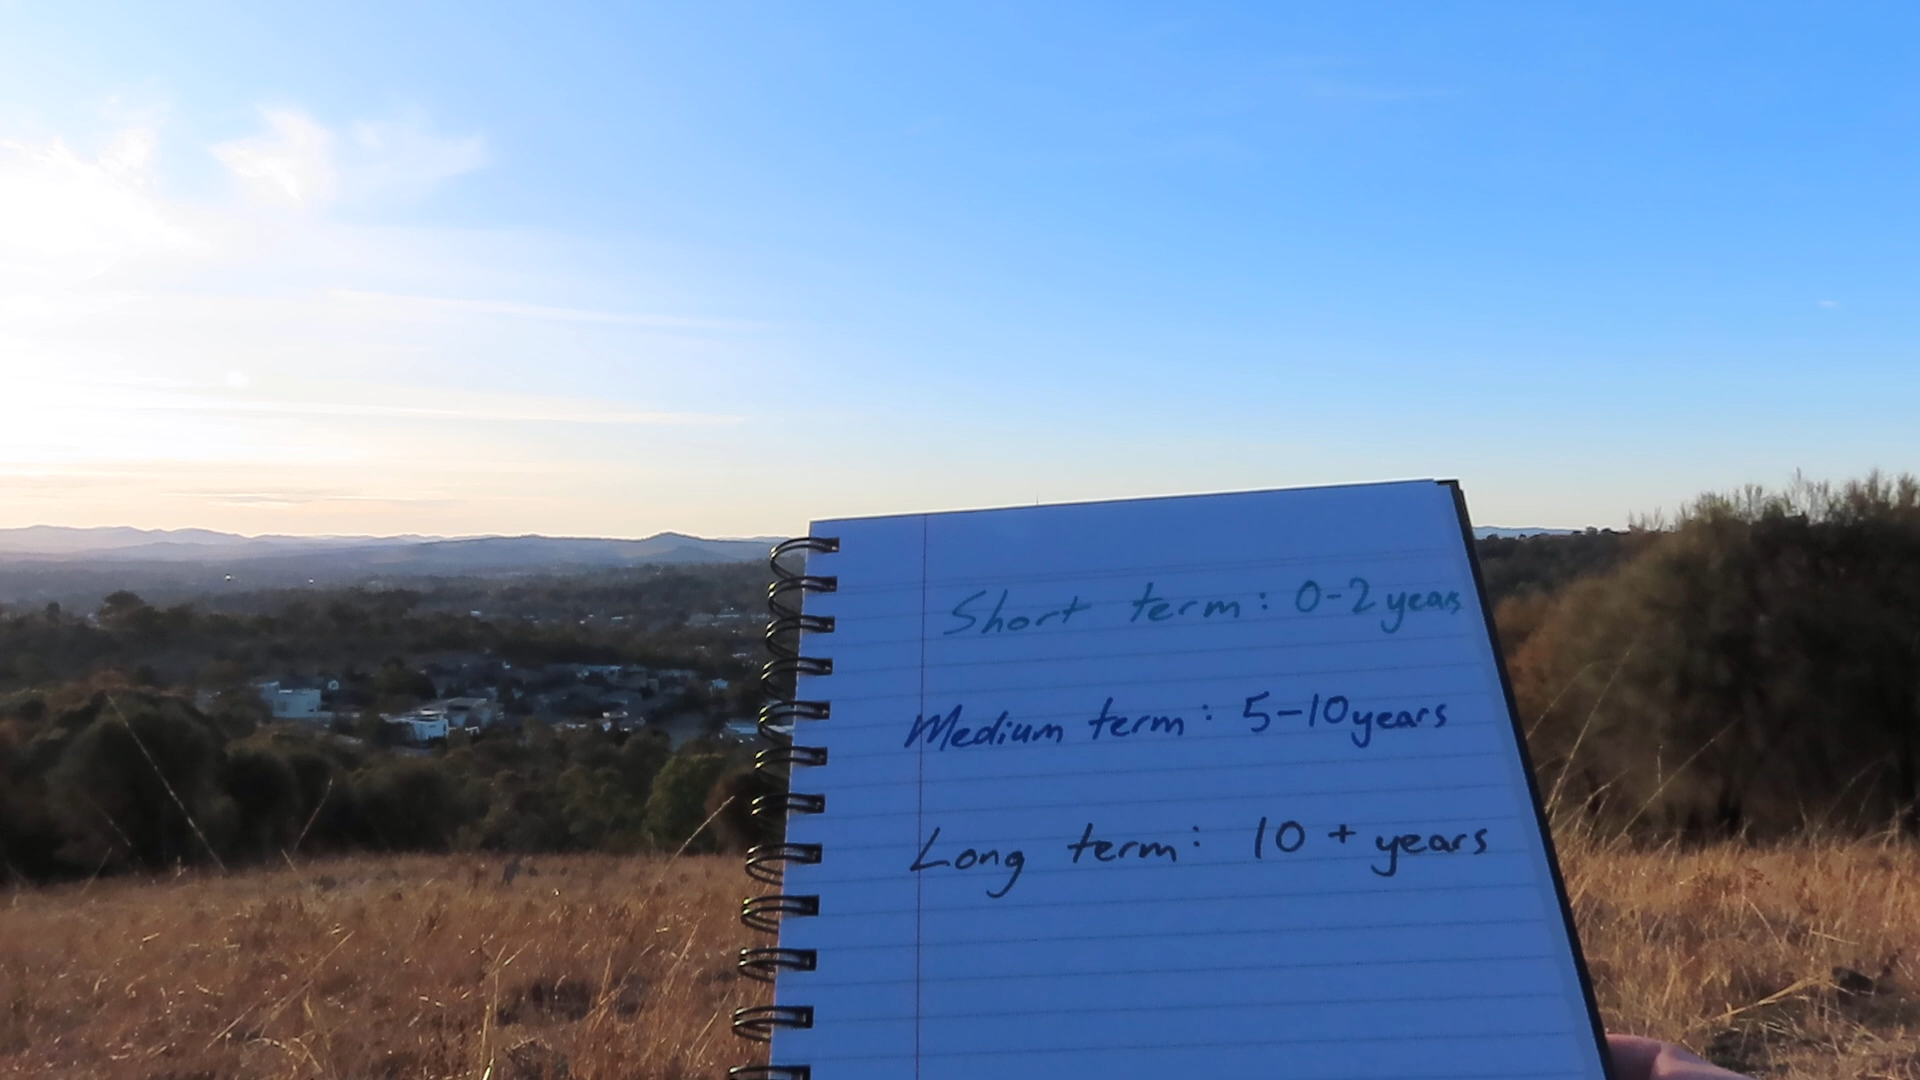 Short term: 0-2 years
Medium term: 5-10 years
Long term: 10 + years